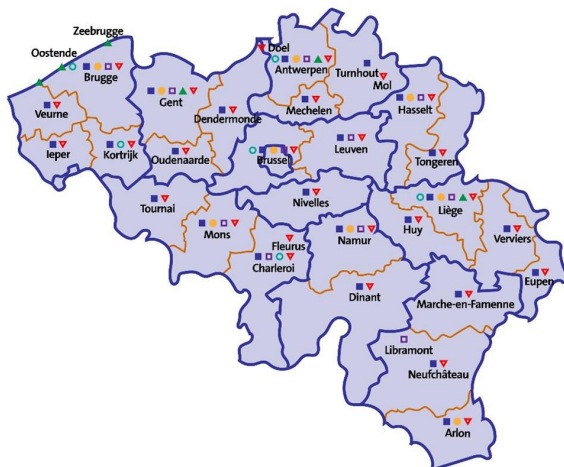 Zeebrugge
Oostende
Doel
Brugge
Antwerpen
Turnhout
Gent
Mol
Veurne
Hasselt
Dendermonde
Mechelen
Ieper
Kortrijk
Oudenaarde
Brussel
Leuven
Tongeren
Tournai
Nivelles
Liège
Mons
Huy
Verviers
Fleurus
Namur
Charleroi
Eupen
Dinant
Marche-en-Famenne
Libramont
Neufchâteau
Arlon